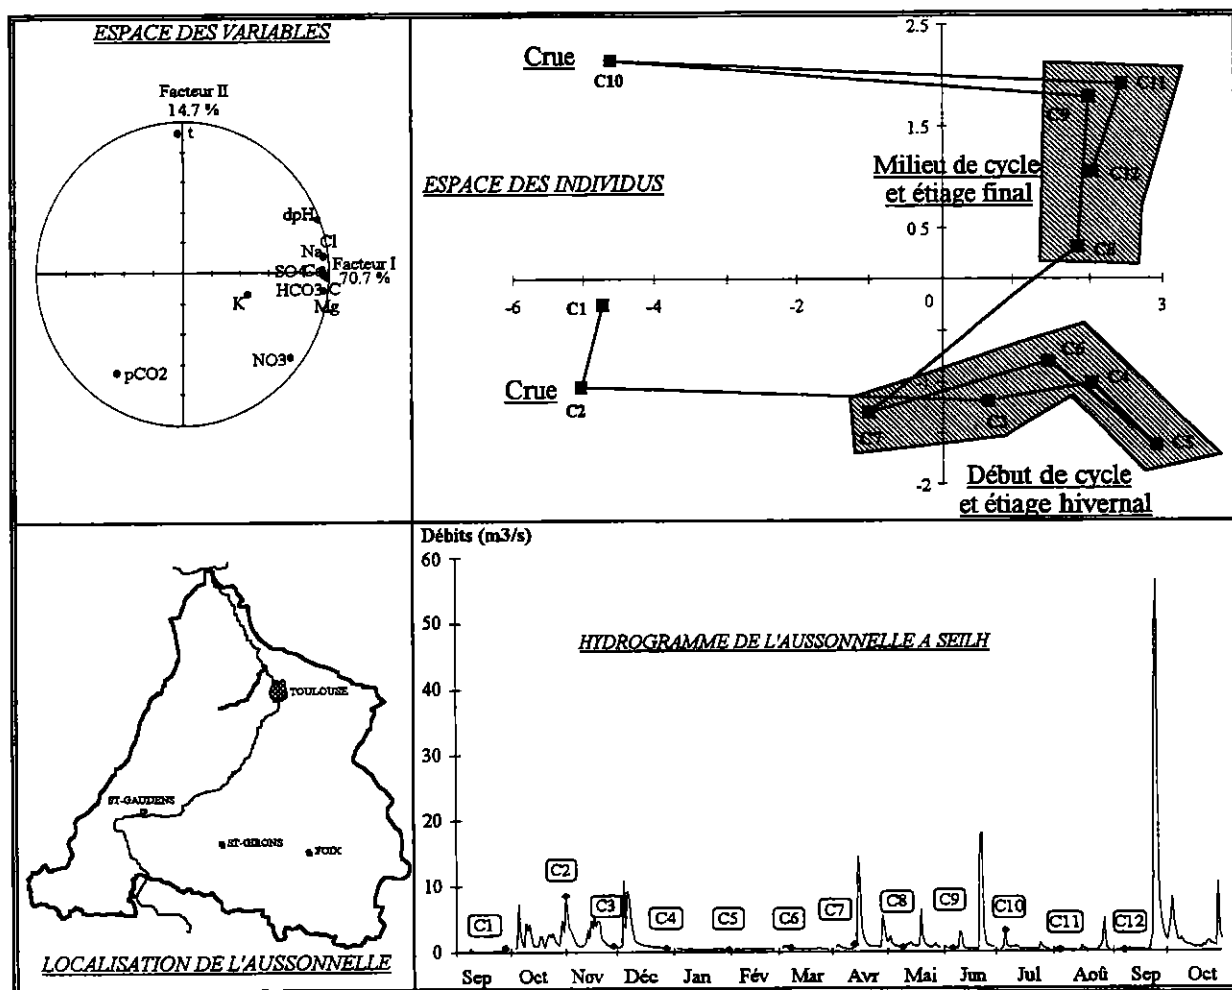 ESPACE DES VARIABLES
Facteur II
14.7 %
t
dpH
Cl
Na
SO4
Ca
Facteur I
70.7 %
HCO3
C
K
Mg
NO3
pCO2
ESPACE DES INDIVIDUS
2.5
Crue
C10
C11
C9
1.5
Milieu de cycle
et étiage final
C12
0 5
C8
-6
-4
-2
0
3
C1
Crue
C2
C6
C4
C3
C7
C5
-2
Début de cycle
et étiage hivernal
LOCALISATION DE L'AUSSONNELLE
TOULOUSE
ST-GAUDENS
ST-GIRONS
FOIX
Débits (m3/s)
HYDROGRAMME DE L'AUSSONNELLE A SEILH
60
50
40
30
20
10
0
C1
C2
C3
C4
C5
C6
C7
C8
C9
C10
C11
C12
Sep Oct Nov Déc Jan Fév Mar Avr Mai Jun Jul Aoû Sep Oct